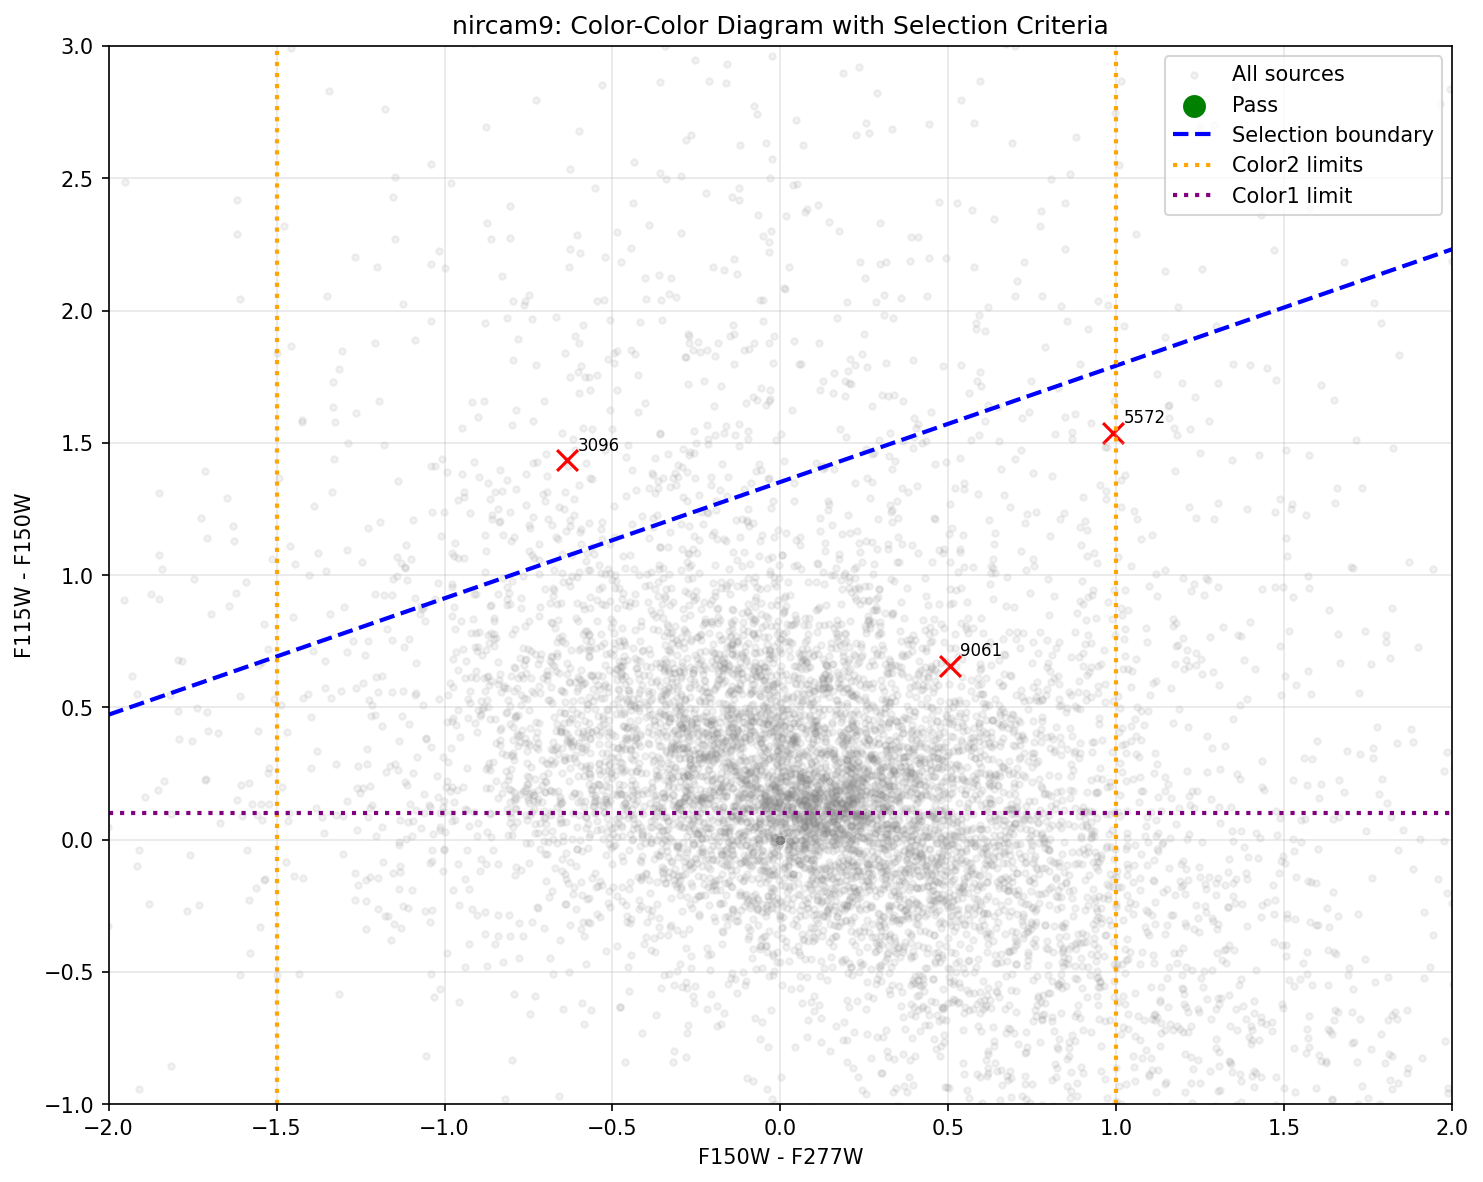 nircam9: Color-Color Diagram with Selection Criteria
All sources
Pass
Selection boundary
Color2 limits
Color1 limit
3.0
2.5
2.0
1.5
1.0
0.5
0.0
−0.5
−1.0
F115W - F150W
3096
5572
9061
−2.0 −1.5 −1.0 −0.5 0.0 0.5 1.0 1.5 2.0
F150W - F277W